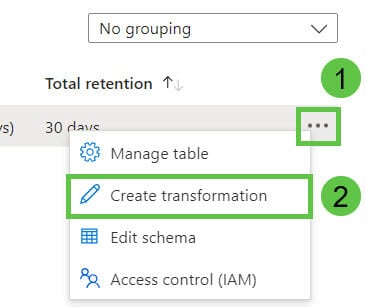 No grouping
Total retention ↑↓
1
ys) 30 days ...
Manage table
Create transformation
2
Edit schema
Access control (IAM)